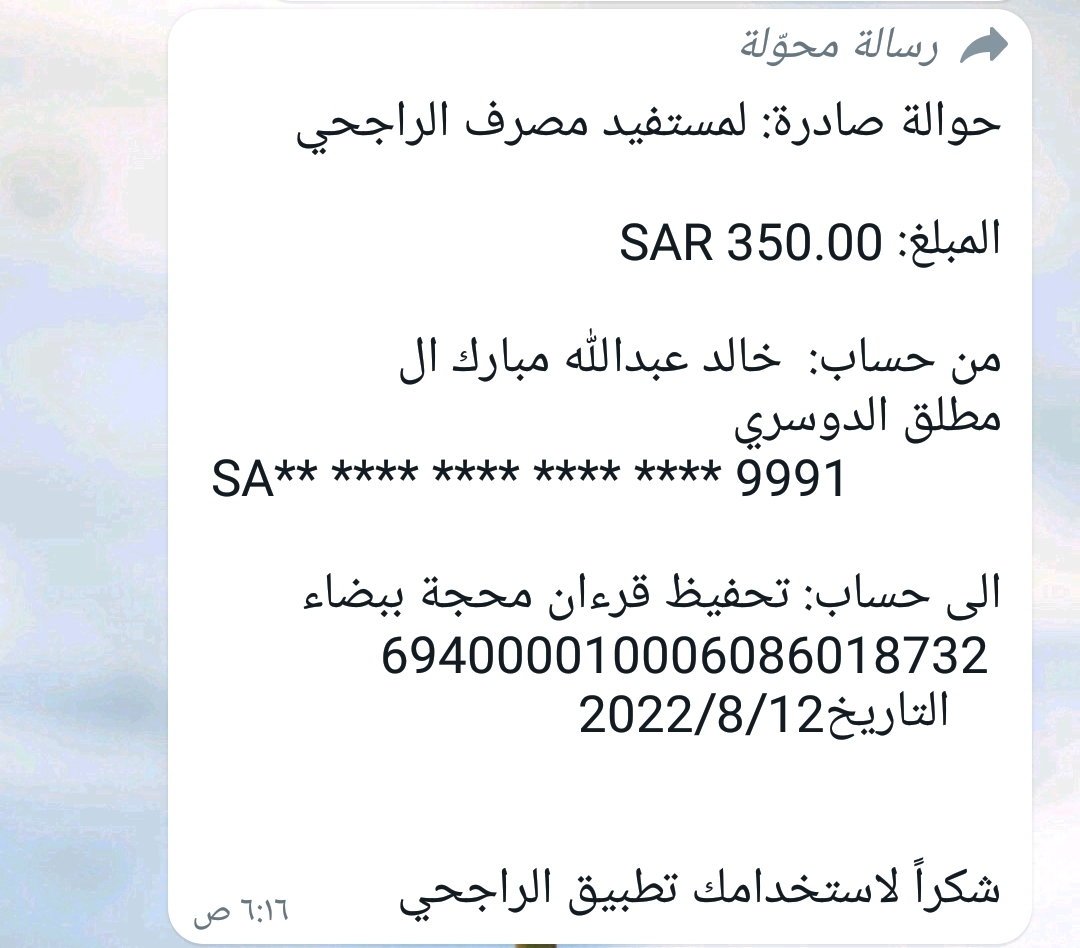 رسالة محوّلة
حوالة صادرة: لمستفيد مصرف الراجحي
المبلغ: SAR 350.00
من حساب: خالد عبدالله مبارك ال
مطلق الدوسري
SA** **** **** **** **** 9991
الى حساب: تحفيظ قرءان محجة ببضاء
694000010006086018732
التاريخ2022/8/12
شكراً لاستخدامك تطبيق الراجحي
٦:١٦ ص